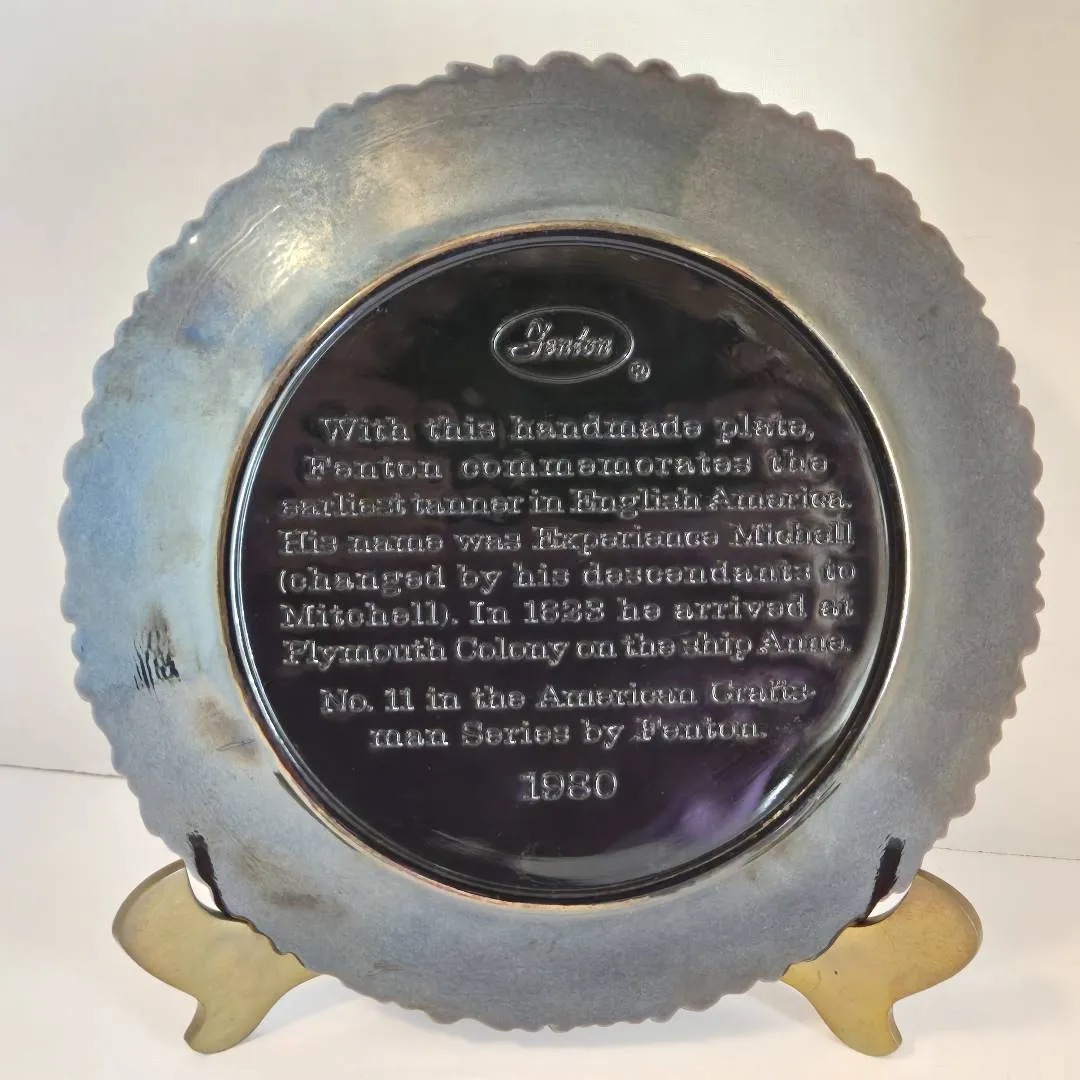 Fenton
®
With this handmade plate,
Fenton commemorates the
earliest tanner in English America.
His name was Experience Michell
(changed by his descendants to
Mitchell). In 1623 he arrived at
Plymouth Colony on the ship Anne.
No. 11 in the American Crafts-
man Series by Fenton.
1980